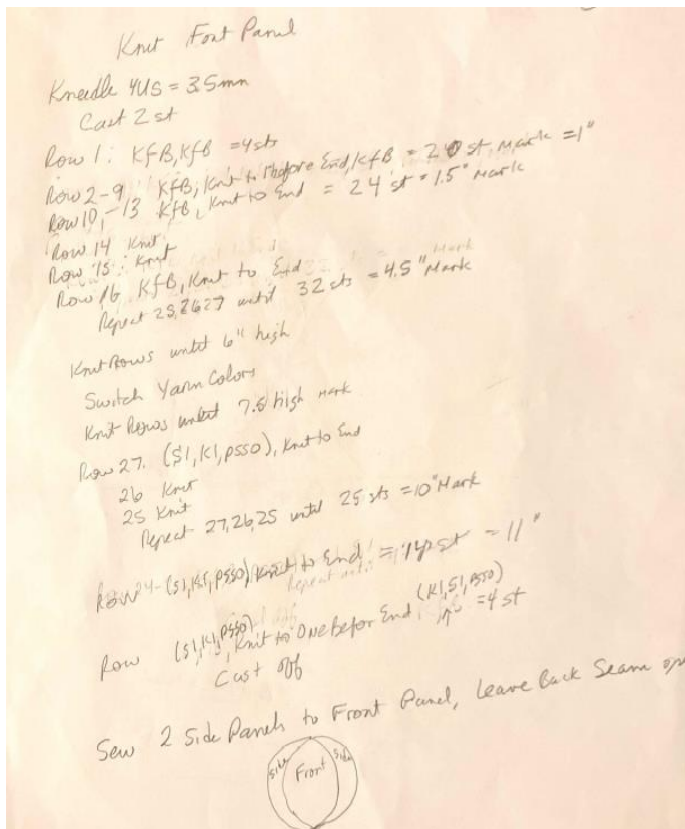 Knit Font Panel
Kneedle 4US = 3.5mm
Cast 2 st
Row 1: KfB, KfB = 4sts
Row 2-9 KfB, Knit to 1 before End, KfB = 20 st, Mark = 1"
Row 10,-13 KfB, Knit to End = 24 st = 1.5" Mark
Row 14 Knit
Row 15: Knit
Row 16 KfB, Knit to End
Repeat 28,2627 until 32 sts = 4.5" Mark
Knit Rows until 6" high
Switch Yarn Colors
Knit Rows until 7.5 high Mark
Row 27. (S1,K1,PSSO), Knit to End
26 Knit
25 Knit
Repeat 27,26,25 until 25 sts = 10" Mark
Row 24- (S1,K1,PSSO) Knit to End = st = 11"
Row (S1,K1,PSSO), Knit to One befor End, (K1,S1,PSSO) = 4 st
Cast off
Sew 2 Side Panels to Front Panel, Leave Back Seam
Side Front Side